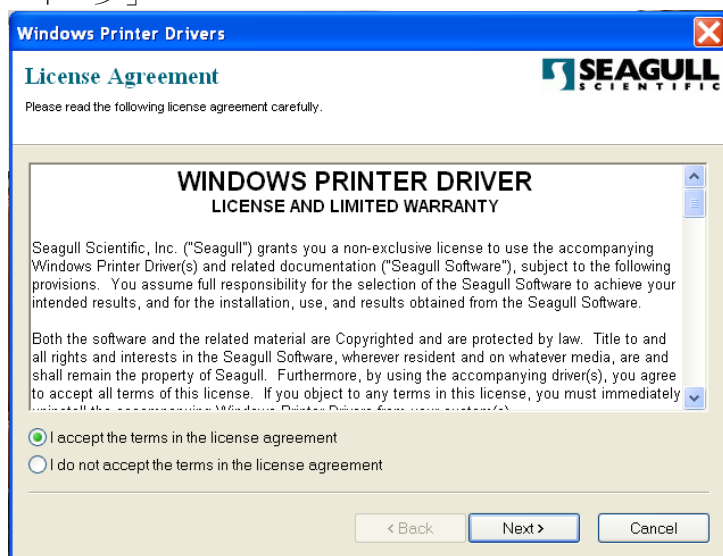 Windows Printer Drivers
License Agreement
SEAGULL
SCIENTIFIC
Please read the following license agreement carefully.
WINDOWS PRINTER DRIVER
LICENSE AND LIMITED WARRANTY
Seagull Scientific, Inc. ("Seagull") grants you a non-exclusive license to use the accompanying
Windows Printer Driver(s) and related documentation ("Seagull Software"), subject to the following
provisions. You assume full responsibility for the selection of the Seagull Software to achieve your
intended results, and for the installation, use, and results obtained from the Seagull Software.
Both the software and the related material are Copyrighted and are protected by law. Title to and
all rights and interests in the Seagull Software, wherever resident and on whatever media, are and
shall remain the property of Seagull. Furthermore, by using the accompanying driver(s), you agree
to accept all terms of this license. If you object to any terms in this license, you must immediately
I accept the terms in the license agreement
I do not accept the terms in the license agreement
< Back
Next >
Cancel